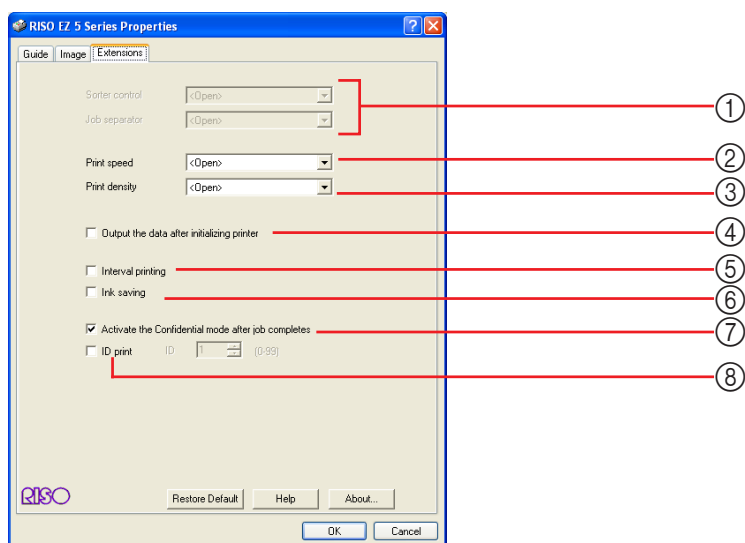 RISO EZ 5 Series Properties
Guide Image Extensions
Sorter control <Open>
Job separator <Open>
①
Print speed <Open> ②
Print density <Open> ③
Output the data after initializing printer ④
Interval printing ⑤
Ink saving ⑥
Activate the Confidential mode after job completes ⑦
ID print ID 1 (0-99) ⑧
RISO Restore Default Help About...
OK Cancel